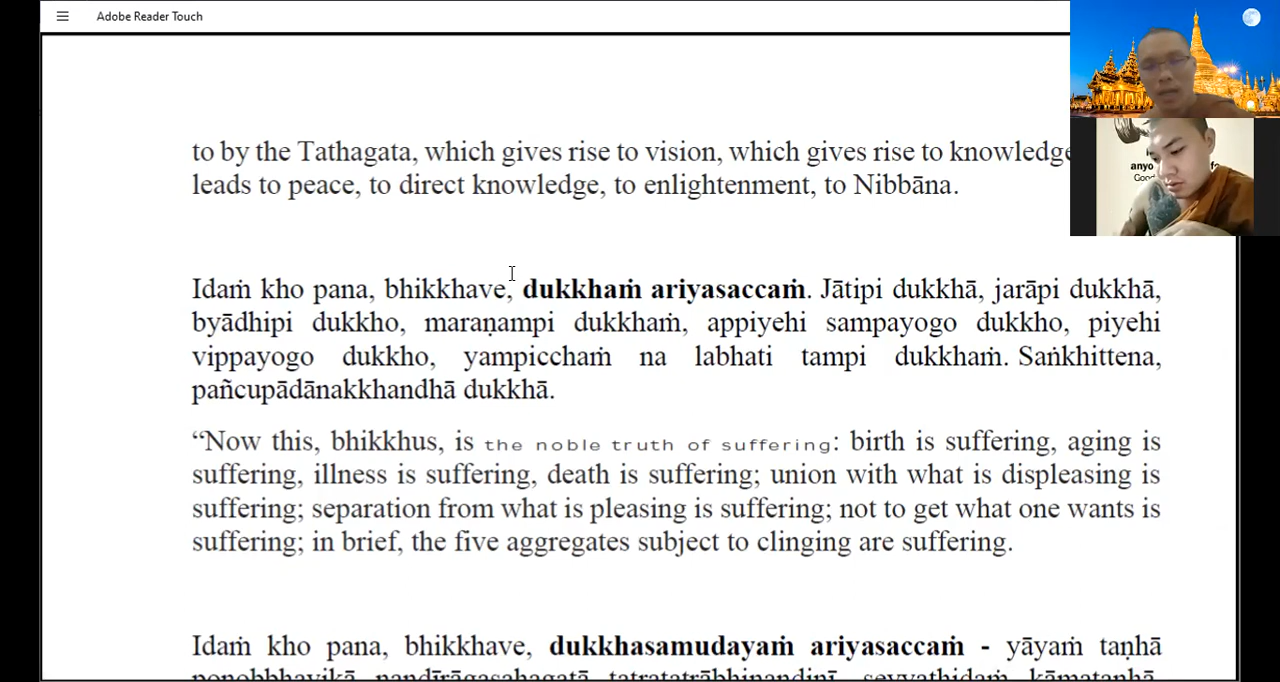 Adobe Reader Touch
to by the Tathagata, which gives rise to vision, which gives rise to knowledge
leads to peace, to direct knowledge, to enlightenment, to Nibbāna.
Idaṁ kho pana, bhikkhave, dukkhaṁ ariyasaccaṁ. Jātipi dukkhā, jarāpi dukkhā,
byādhipi dukkho, maraṇampi dukkhaṁ, appiyehi sampayogo dukkho, piyehi
vippayogo dukkho, yampicchaṁ na labhati tampi dukkhaṁ. Saṅkhittena,
pañcupādānakkhandhā dukkhā.
“Now this, bhikkhus, is the noble truth of suffering: birth is suffering, aging is
suffering, illness is suffering, death is suffering; union with what is displeasing is
suffering; separation from what is pleasing is suffering; not to get what one wants is
suffering; in brief, the five aggregates subject to clinging are suffering.
Idaṁ kho pana, bhikkhave, dukkhasamudayaṁ ariyasaccaṁ - yāyaṁ taṇhā
ponobbhavikā nandīrāgasahagatā tatratatrābhinandinī, seyyathidaṁ kāmataṇhā,
anyo